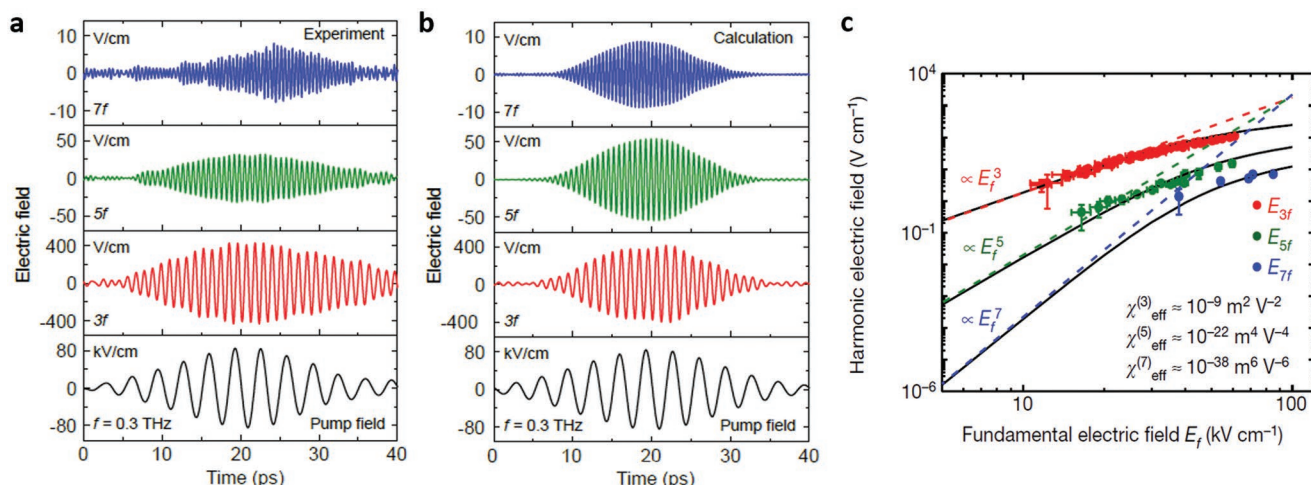 a
V/cm
Experiment
10
0
-10
7f
V/cm
50
0
-50
5f
V/cm
400
0
-400
3f
kV/cm
80
0
-80
f = 0.3 THz
Pump field
0 10 20 30 40
Time (ps)
Electric field
b
V/cm
Calculation
10
0
-10
7f
V/cm
50
0
-50
5f
V/cm
400
0
-400
3f
kV/cm
80
0
-80
f = 0.3 THz
Pump field
0 10 20 30 40
Time (ps)
Electric field
c
Harmonic electric field (V cm⁻¹)
10⁴
10⁻¹
10⁻⁶
∝ E_f³
∝ E_f⁵
∝ E_f⁷
E_3f
E_5f
E_7f
χ⁽³⁾_eff ≈ 10⁻⁹ m² V⁻²
χ⁽⁵⁾_eff ≈ 10⁻²² m⁴ V⁻⁴
χ⁽⁷⁾_eff ≈ 10⁻³⁸ m⁶ V⁻⁶
10 100
Fundamental electric field E_f (kV cm⁻¹)